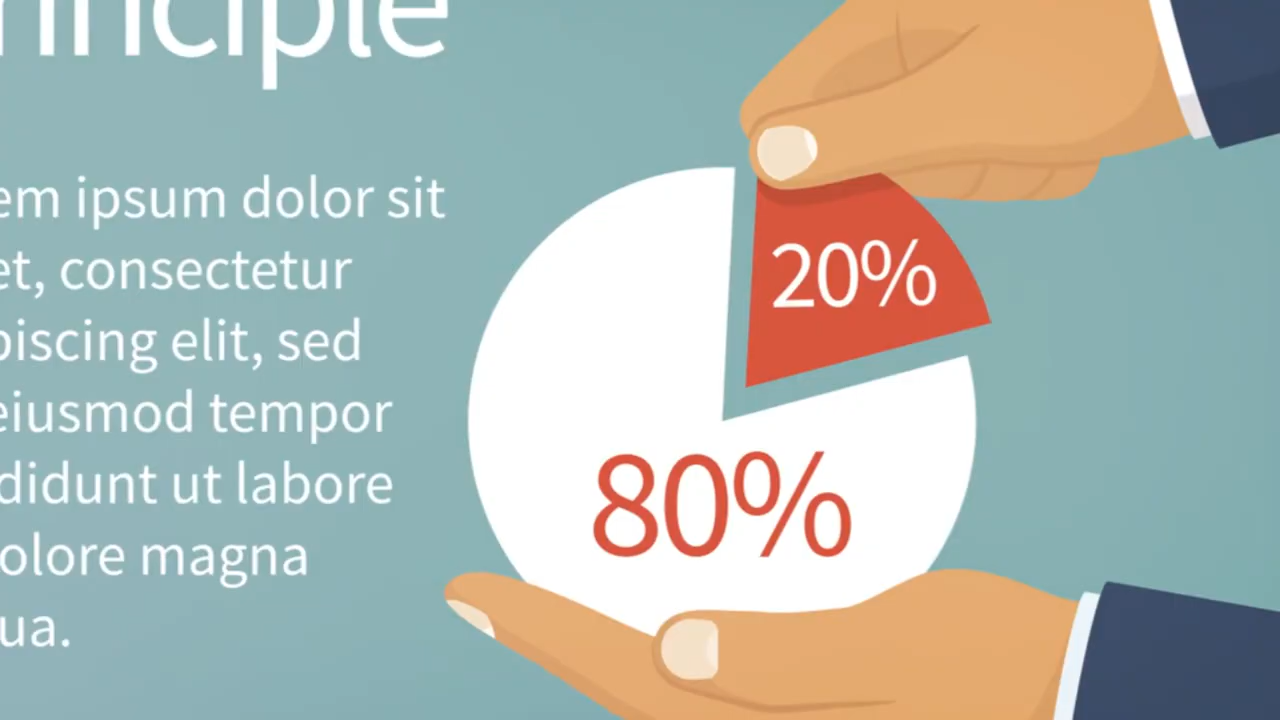 rinciple
em ipsum dolor sit
et, consectetur
piscing elit, sed
eiusmod tempor
didunt ut labore
olore magna
ua.
20%
80%